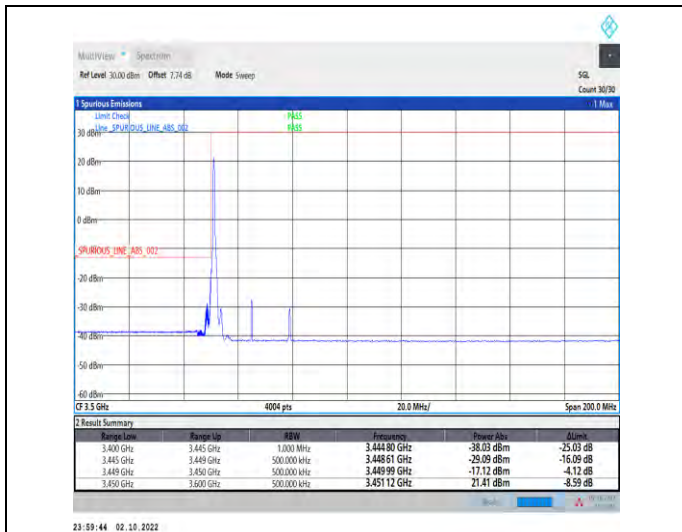 MultiView Spectrum
Ref Level 30.00 dBm Offset 7.74 dB Mode Sweep SGL
Count 30/30
1 Spurious Emissions 1 Max
Limit Check PASS
Line _SPURIOUS_LINE_ABS_002 PASS
30 dBm
20 dBm
10 dBm
0 dBm
_SPURIOUS_LINE_ABS_002
-20 dBm
-30 dBm
-40 dBm
-50 dBm
-60 dBm
CF 3.5 GHz 4004 pts 20.0 MHz/ Span 200.0 MHz
2 Result Summary
Range Low Range Up RBW Frequency Power Abs ΔLimit
3.400 GHz 3.445 GHz 1.000 MHz 3.444 80 GHz -38.03 dBm -25.03 dB
3.445 GHz 3.449 GHz 500.000 kHz 3.448 61 GHz -29.09 dBm -16.09 dB
3.449 GHz 3.450 GHz 500.000 kHz 3.449 99 GHz -17.12 dBm -4.12 dB
3.450 GHz 3.600 GHz 500.000 kHz 3.451 12 GHz 21.41 dBm -8.59 dB
23:59:44 02.10.2022